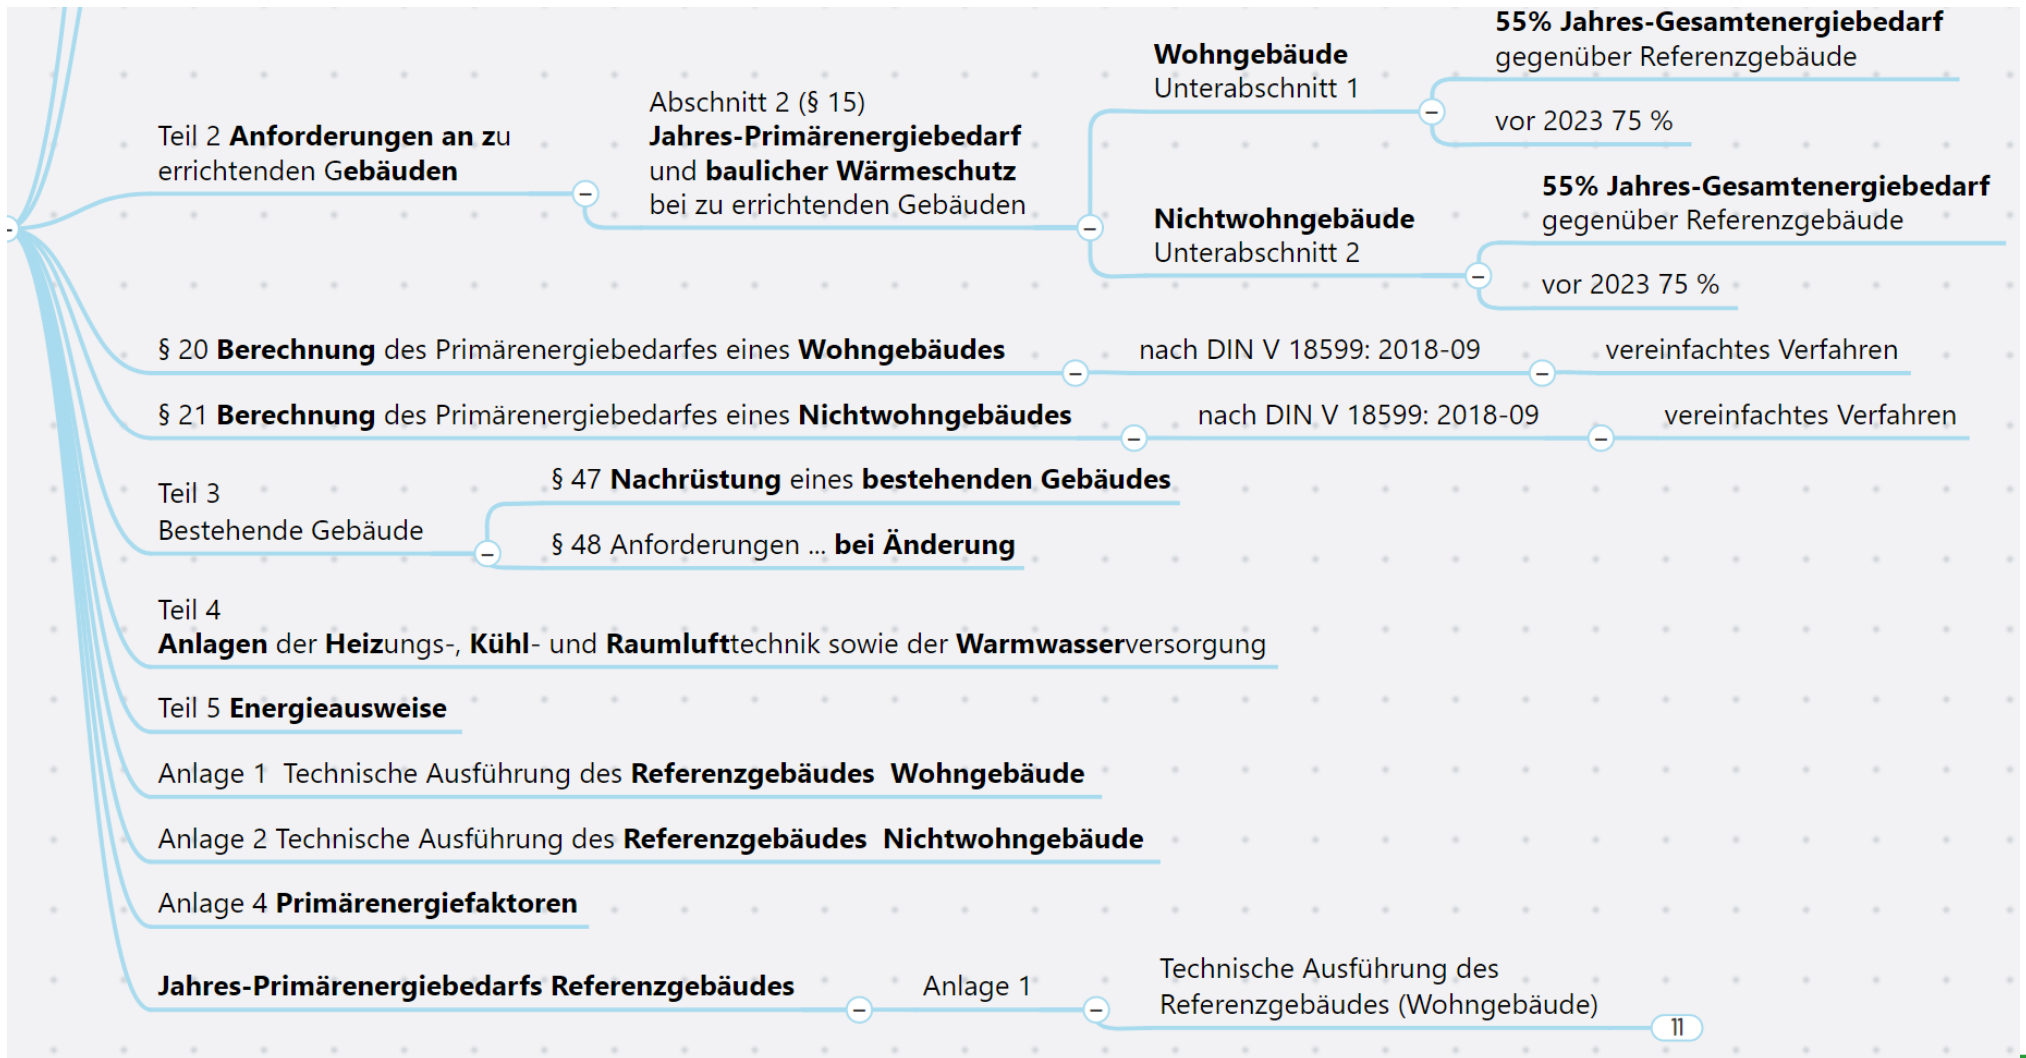 Teil 2 Anforderungen an zu
errichtenden Gebäuden
Abschnitt 2 (§ 15)
Jahres-Primärenergiebedarf
und baulicher Wärmeschutz
bei zu errichtenden Gebäuden
Wohngebäude
Unterabschnitt 1
55% Jahres-Gesamtenergiebedarf
gegenüber Referenzgebäude
vor 2023 75 %
Nichtwohngebäude
Unterabschnitt 2
55% Jahres-Gesamtenergiebedarf
gegenüber Referenzgebäude
vor 2023 75 %
§ 20 Berechnung des Primärenergiebedarfes eines Wohngebäudes
nach DIN V 18599: 2018-09
vereinfachtes Verfahren
§ 21 Berechnung des Primärenergiebedarfes eines Nichtwohngebäudes
nach DIN V 18599: 2018-09
vereinfachtes Verfahren
Teil 3
Bestehende Gebäude
§ 47 Nachrüstung eines bestehenden Gebäudes
§ 48 Anforderungen ... bei Änderung
Teil 4
Anlagen der Heizungs-, Kühl- und Raumlufttechnik sowie der Warmwasserversorgung
Teil 5 Energieausweise
Anlage 1  Technische Ausführung des Referenzgebäudes  Wohngebäude
Anlage 2 Technische Ausführung des Referenzgebäudes  Nichtwohngebäude
Anlage 4 Primärenergiefaktoren
Jahres-Primärenergiebedarfs Referenzgebäudes
Anlage 1
Technische Ausführung des
Referenzgebäudes (Wohngebäude)
11